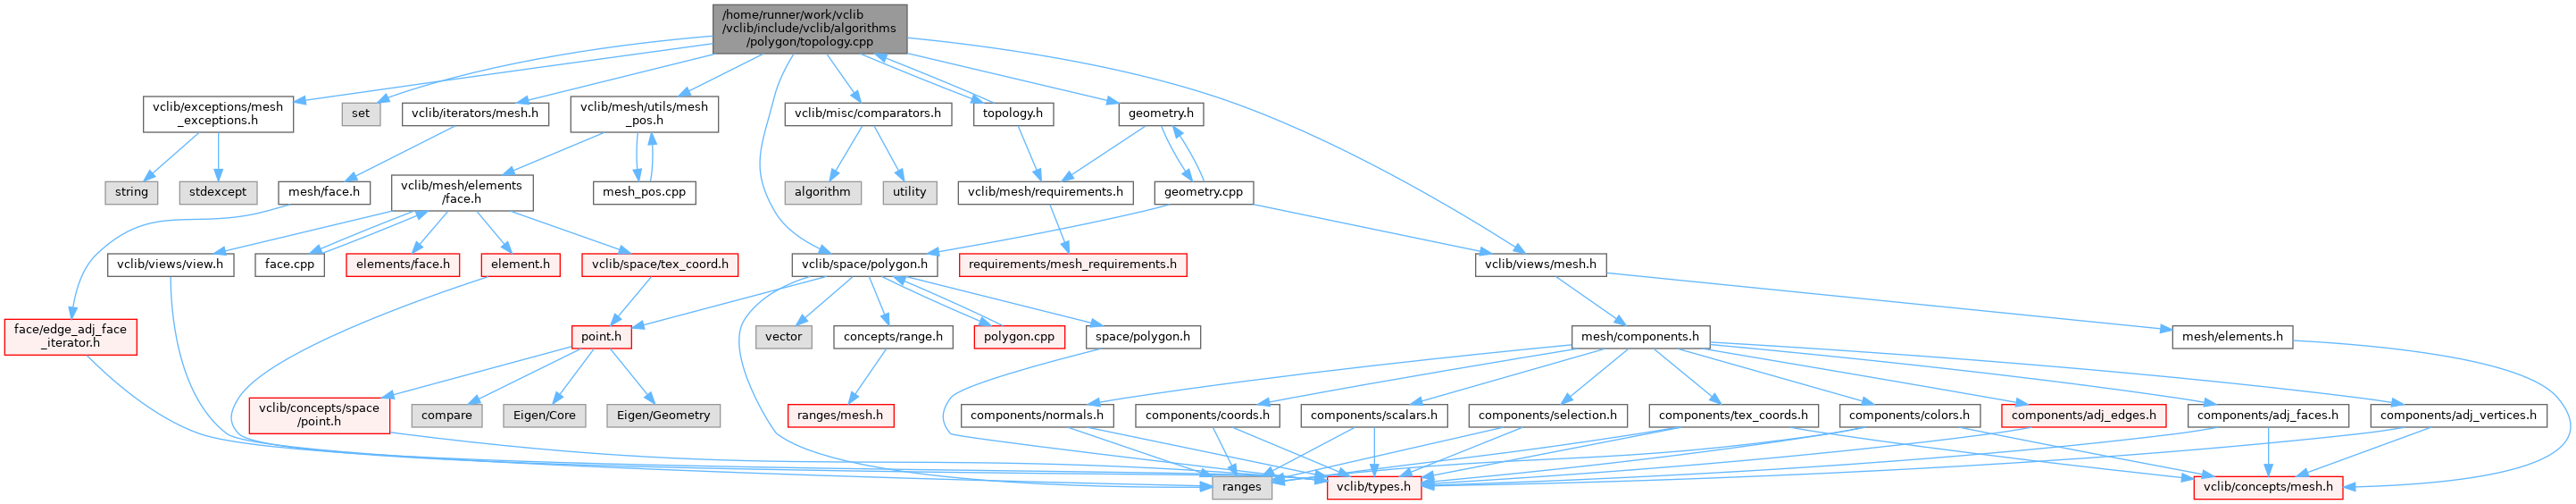 /home/runner/work/vclib
/vclib/include/vclib/algorithms
/polygon/topology.cpp
vclib/exceptions/mesh
_exceptions.h
set
vclib/iterators/mesh.h
vclib/mesh/utils/mesh
_pos.h
vclib/misc/comparators.h
topology.h
geometry.h
string
stdexcept
mesh/face.h
vclib/mesh/elements
/face.h
mesh_pos.cpp
algorithm
utility
vclib/mesh/requirements.h
geometry.cpp
vclib/views/view.h
face.cpp
elements/face.h
element.h
vclib/space/tex_coord.h
vclib/space/polygon.h
requirements/mesh_requirements.h
vclib/views/mesh.h
face/edge_adj_face
_iterator.h
point.h
vector
concepts/range.h
polygon.cpp
space/polygon.h
mesh/components.h
mesh/elements.h
vclib/concepts/space
/point.h
compare
Eigen/Core
Eigen/Geometry
ranges/mesh.h
components/normals.h
components/coords.h
components/scalars.h
components/selection.h
components/tex_coords.h
components/colors.h
components/adj_edges.h
components/adj_faces.h
components/adj_vertices.h
ranges
vclib/types.h
vclib/concepts/mesh.h